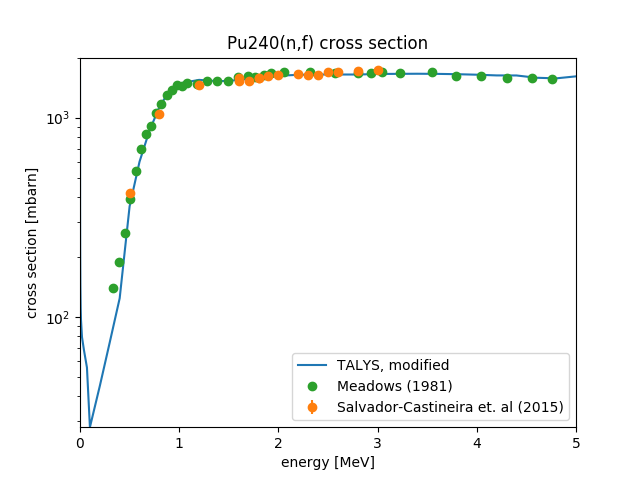 Pu240(n,f) cross section
cross section [mbarn]
10³
10²
0 1 2 3 4 5
energy [MeV]
TALYS, modified
Meadows (1981)
Salvador-Castineira et. al (2015)